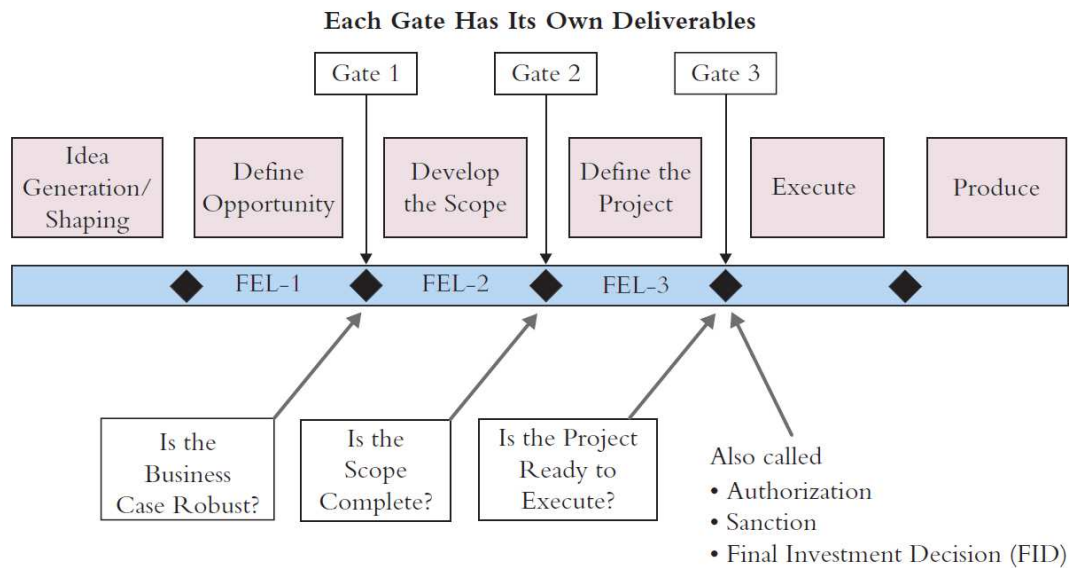 Each Gate Has Its Own Deliverables
Gate 1
Gate 2
Gate 3
Idea
Generation/
Shaping
Define
Opportunity
Develop
the Scope
Define the
Project
Execute
Produce
FEL-1
FEL-2
FEL-3
Is the
Business
Case Robust?
Is the
Scope
Complete?
Is the Project
Ready to
Execute?
Also called
• Authorization
• Sanction
• Final Investment Decision (FID)